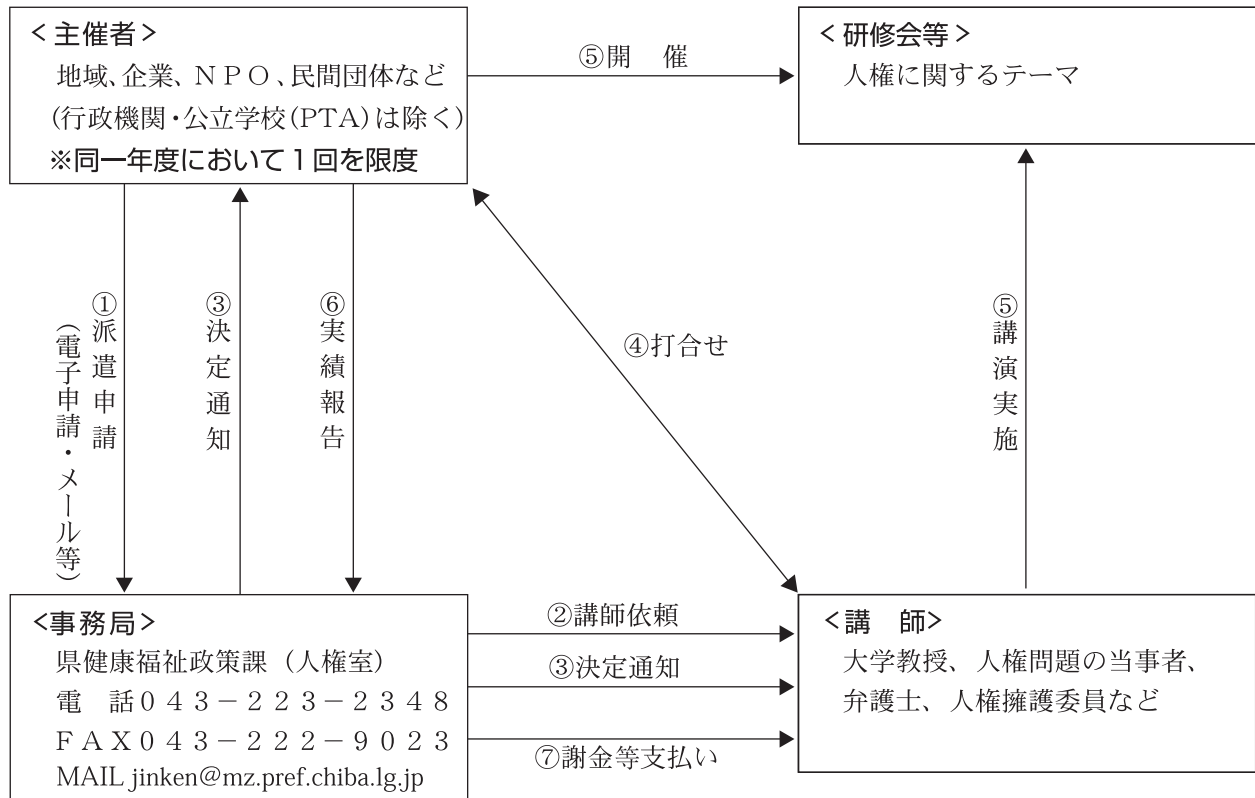 <主催者>
地域、企業、ＮＰＯ、民間団体など
(行政機関・公立学校(PTA)は除く)
※同一年度において１回を限度
⑤開　催
<研修会等>
人権に関するテーマ
①派遣申請
(電子申請・メール等)
③決定通知
⑥実績報告
④打合せ
⑤講演実施
<事務局>
県健康福祉政策課（人権室）
電　話０４３－２２３－２３４８
ＦＡＸ０４３－２２２－９０２３
MAIL jinken@mz.pref.chiba.lg.jp
②講師依頼
③決定通知
⑦謝金等支払い
<講　師>
大学教授、人権問題の当事者、
弁護士、人権擁護委員など